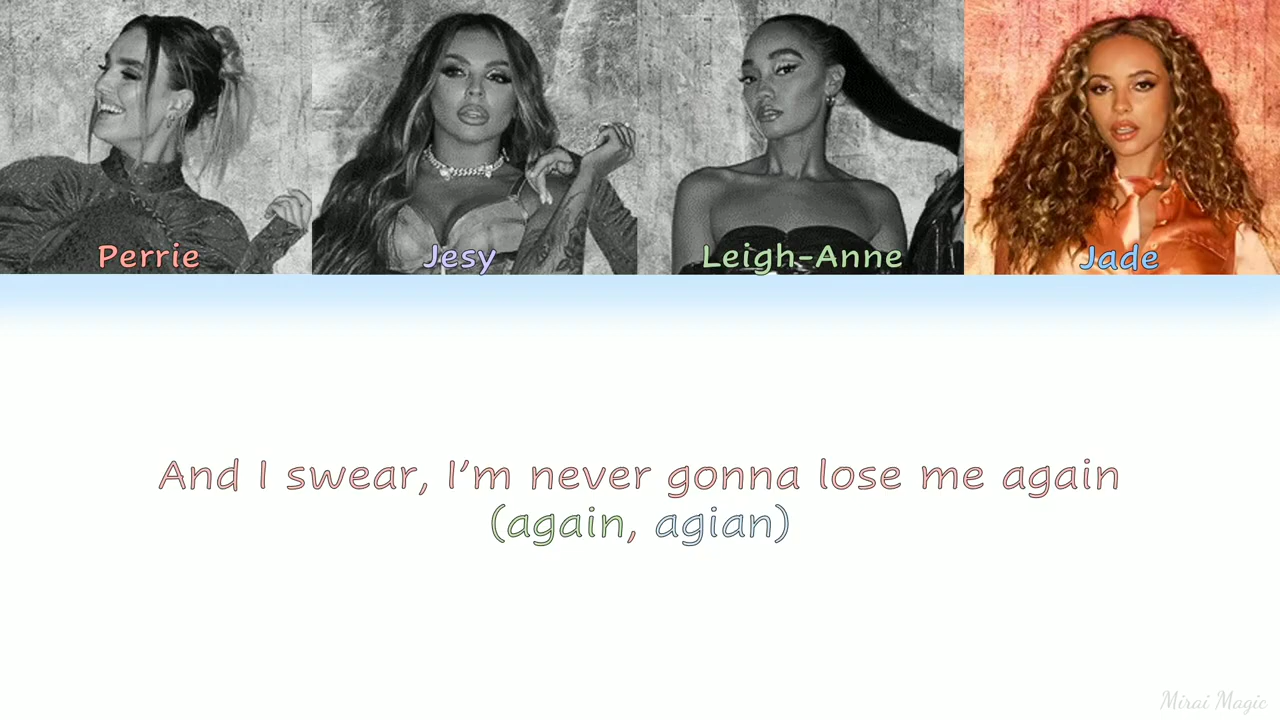 Perrie
Jesy
Leigh-Anne
Jade
And I swear, I'm never gonna lose me again
(again, agian)
Mirai Magic